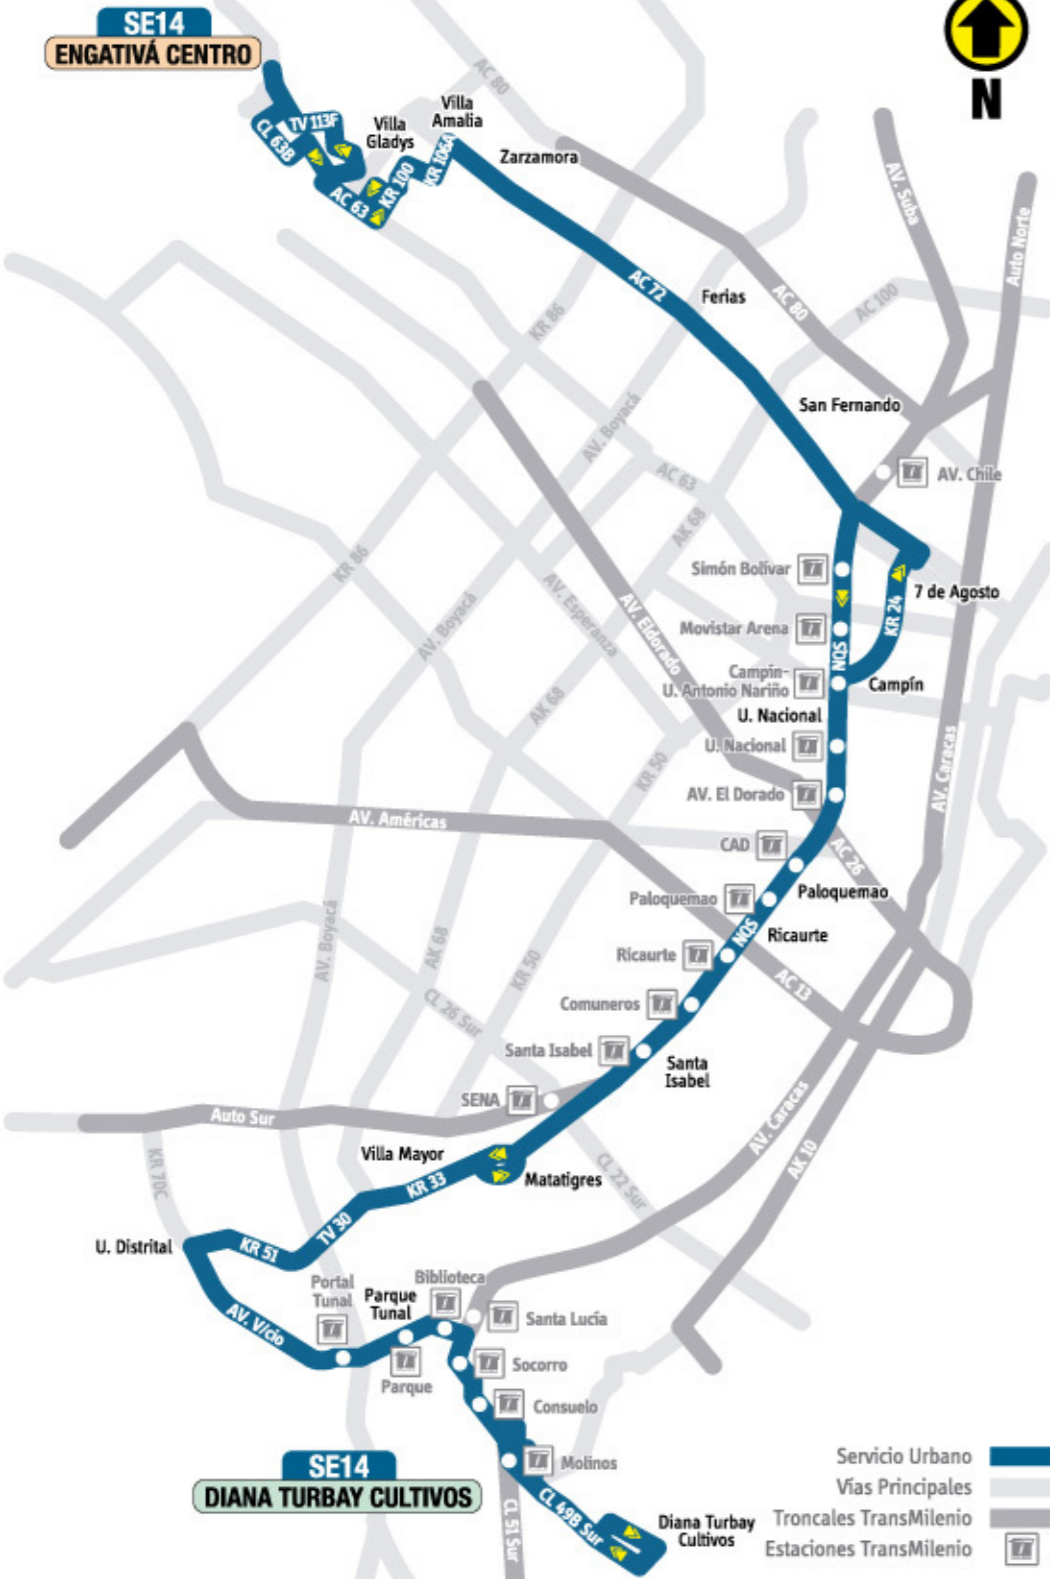 SE14
ENGATIVÁ CENTRO
N
AC 80
CL 63B
TV 113F
Villa
Gladys
Villa
Amalia
KR 106A
KR 100
AC 63
Zarzamora
AV. Suba
Auto Norte
AC 72
Ferias
AC 80
AC 100
KR 86
San Fernando
AV. Boyacá
AC 63
AV. Chile
AK 68
KR 86
Simón Bolívar
7 de Agosto
KR 24
AV. Boyacá
AV. Esperanza
AV. Eldorado
Movistar Arena
NQS
Campín-
U. Antonio Nariño
Campín
AK 68
U. Nacional
U. Nacional
KR 50
AV. Caracas
AV. El Dorado
AV. Américas
CAD
AC 26
Paloquemao
Paloquemao
NQS
Ricaurte
Ricaurte
AV. Boyacá
AK 68
KR 50
AC 13
Comuneros
CL 26 Sur
Santa Isabel
Santa
Isabel
SENA
Auto Sur
AV. Caracas
AK 10
Villa Mayor
Matatigres
KR 70C
KR 33
CL 22 Sur
TV 30
U. Distrital
KR 51
Portal
Tunal
Parque
Tunal
Biblioteca
AV. V/cio
Santa Lucía
Parque
Socorro
Consuelo
SE14
DIANA TURBAY CULTIVOS
Molinos
CL 49B Sur
CL 51 Sur
Diana Turbay
Cultivos
Servicio Urbano
Vías Principales
Troncales TransMilenio
Estaciones TransMilenio